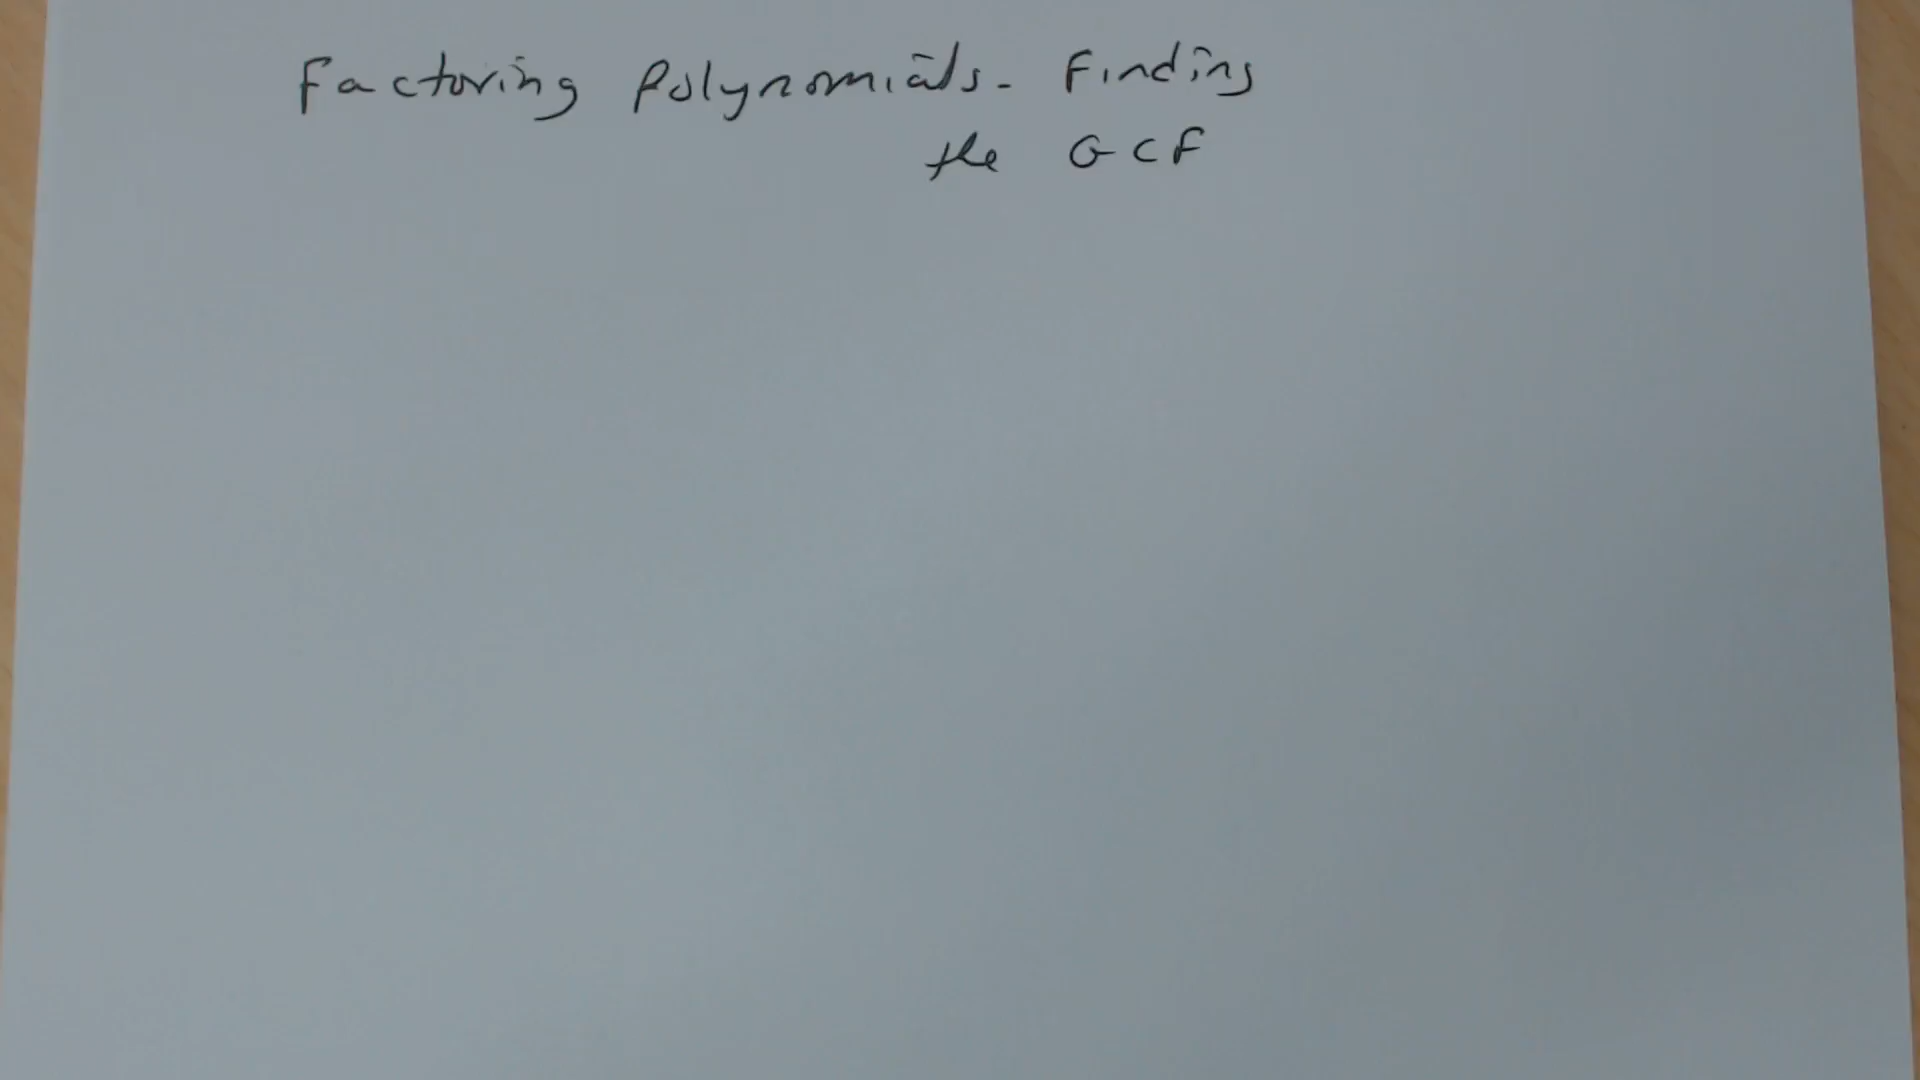 Factoring Polynomials - Finding
the GCF